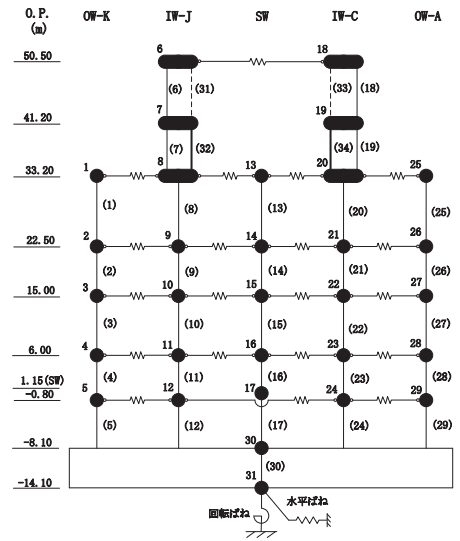 O.P. OW-K IW-J SW IW-C OW-A
(m)
50.50 6 18
(6) (31) (33) (18)
41.20 7 19
(7) (32) (34) (19)
33.20 1 8 13 20 25
(1) (8) (13) (20) (25)
22.50 2 9 14 21 26
(2) (9) (14) (21) (26)
15.00 3 10 15 22 27
(3) (10) (15) (22) (27)
6.00 4 11 16 23 28
(4) (11) (16) (23) (28)
1.15(SW) 17
-0.80 5 12 24 29
(5) (12) (17) (24) (29)
-8.10 30
(30)
-14.10 31
水平ばね
回転ばね